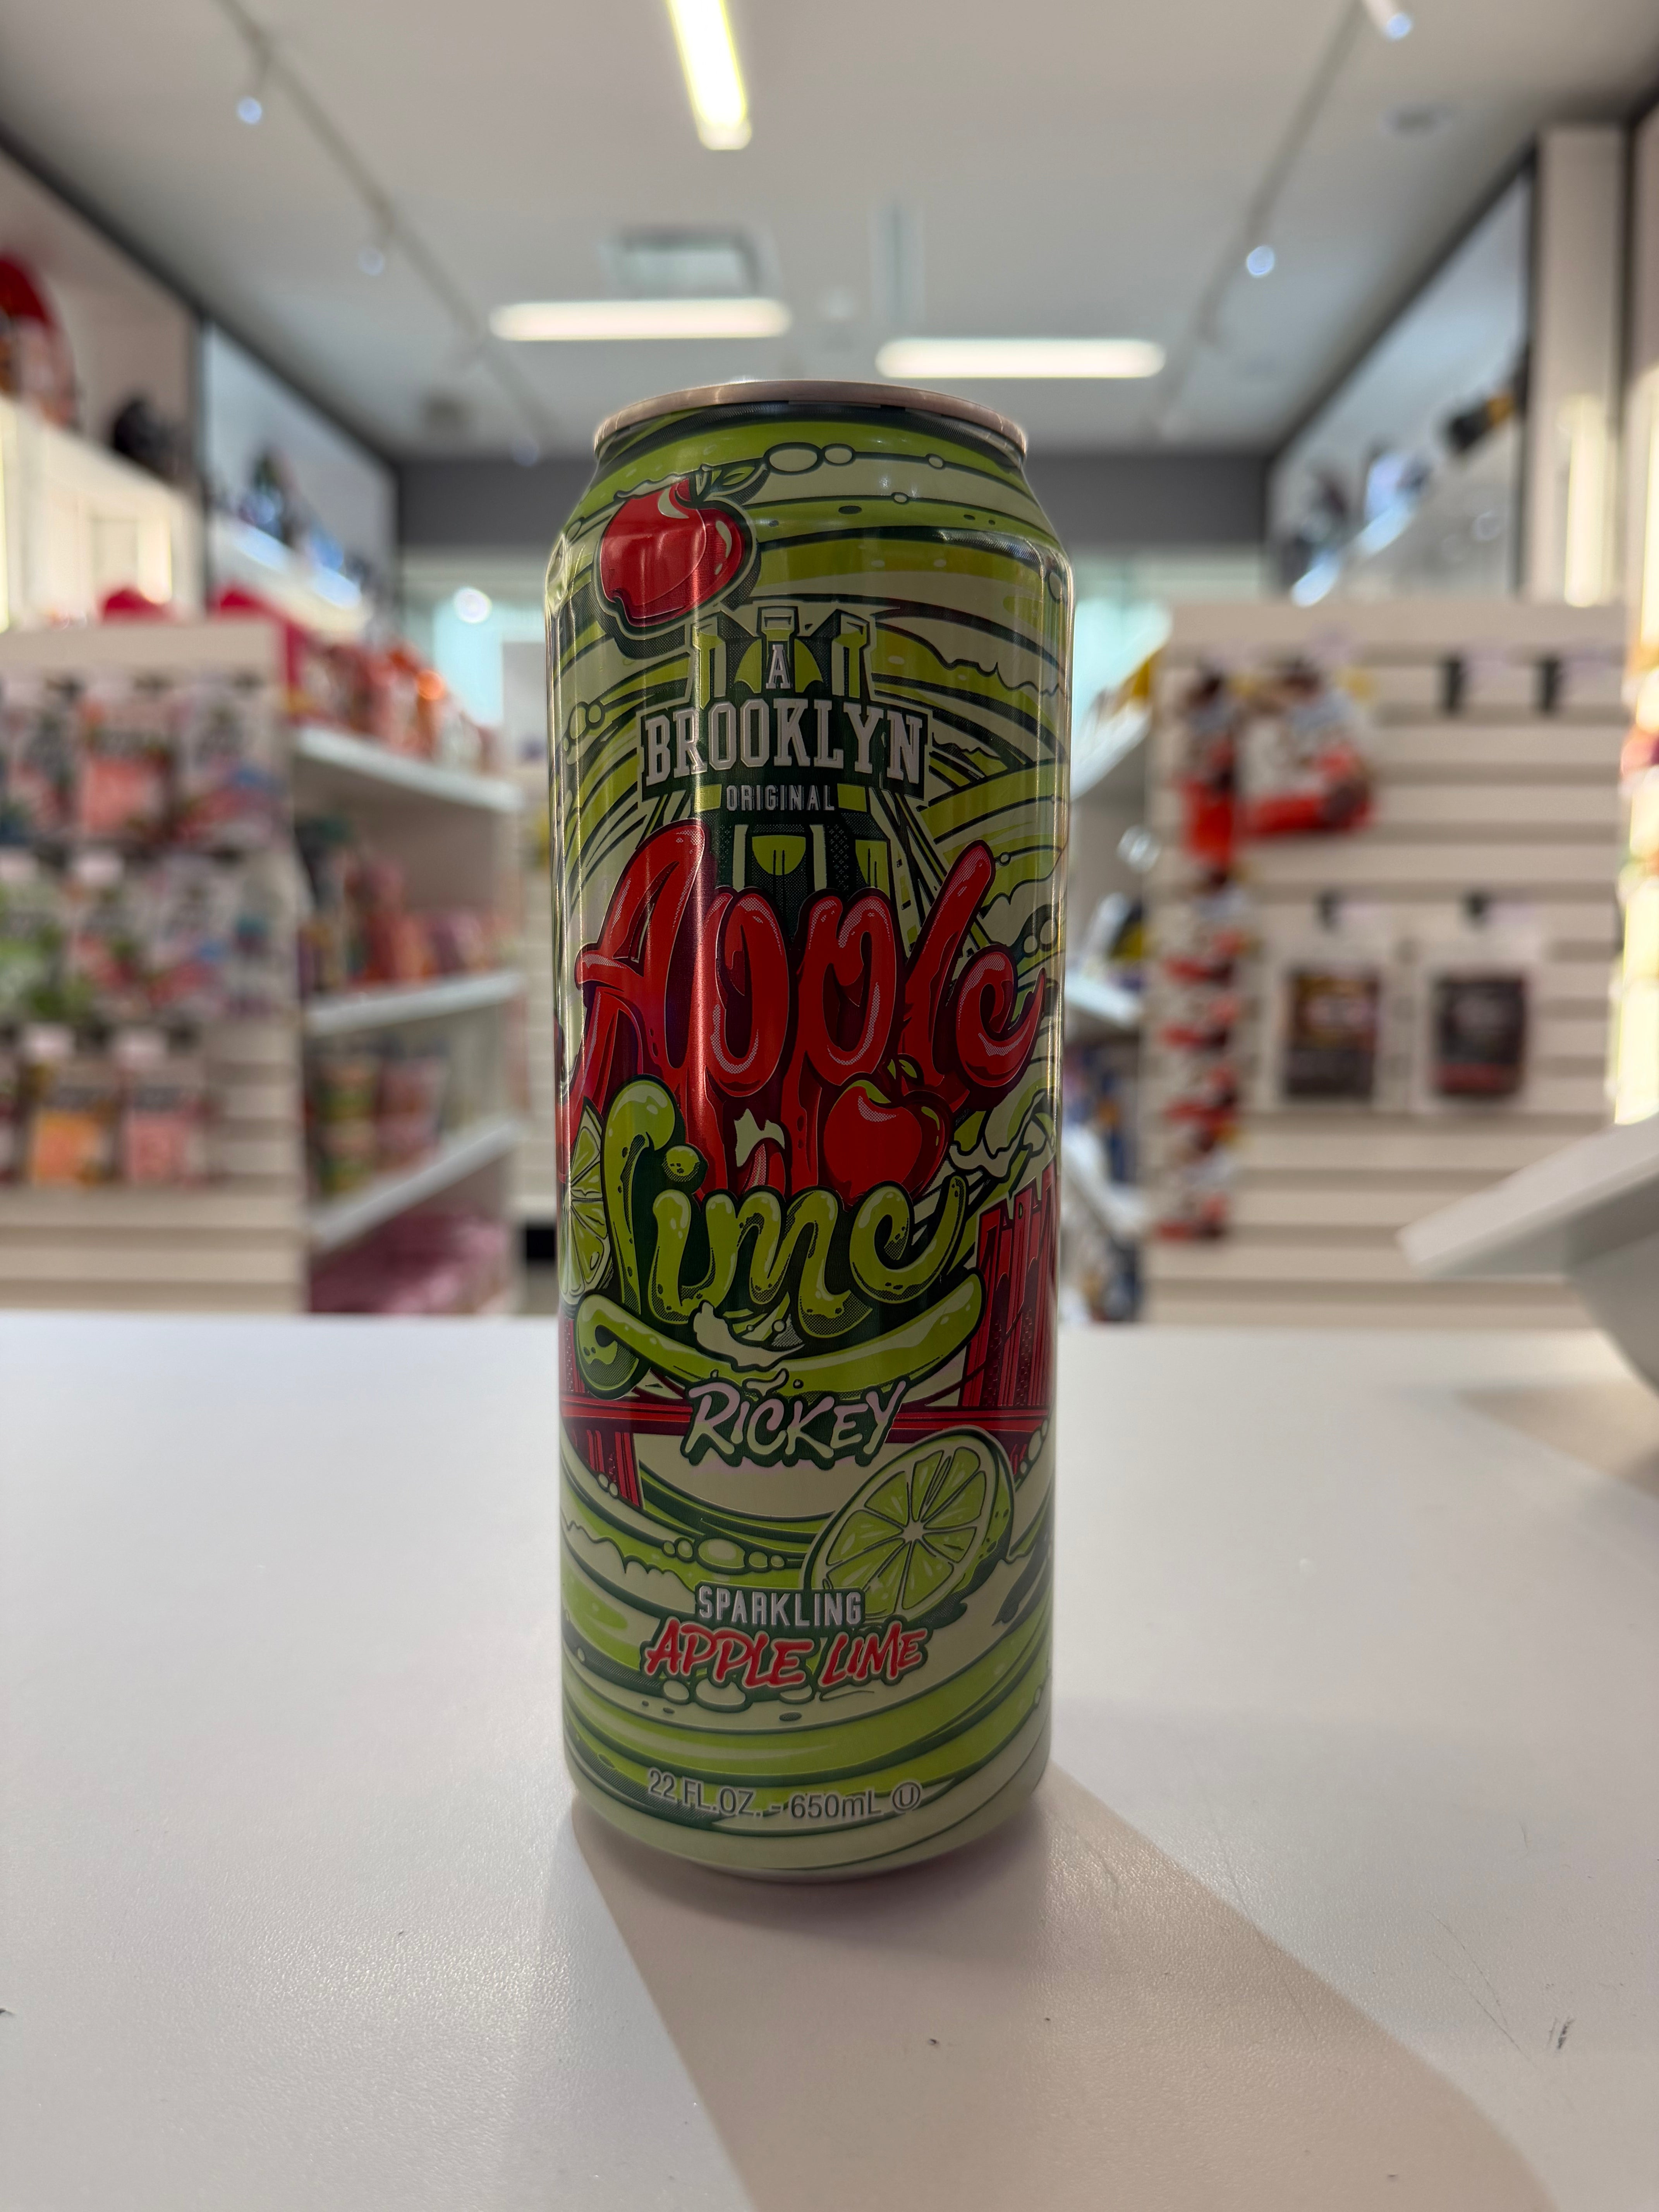 A
BROOKLYN
ORIGINAL
Apple
Lime
RICKEY
SPARKLING
APPLE LIME
22 FL.OZ. - 650mL Ⓤ